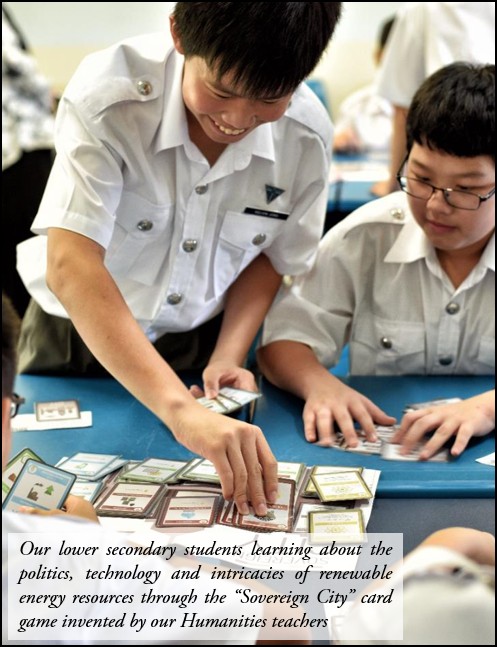 Our lower secondary students learning about the
politics, technology and intricacies of renewable
energy resources through the “Sovereign City” card
game invented by our Humanities teachers